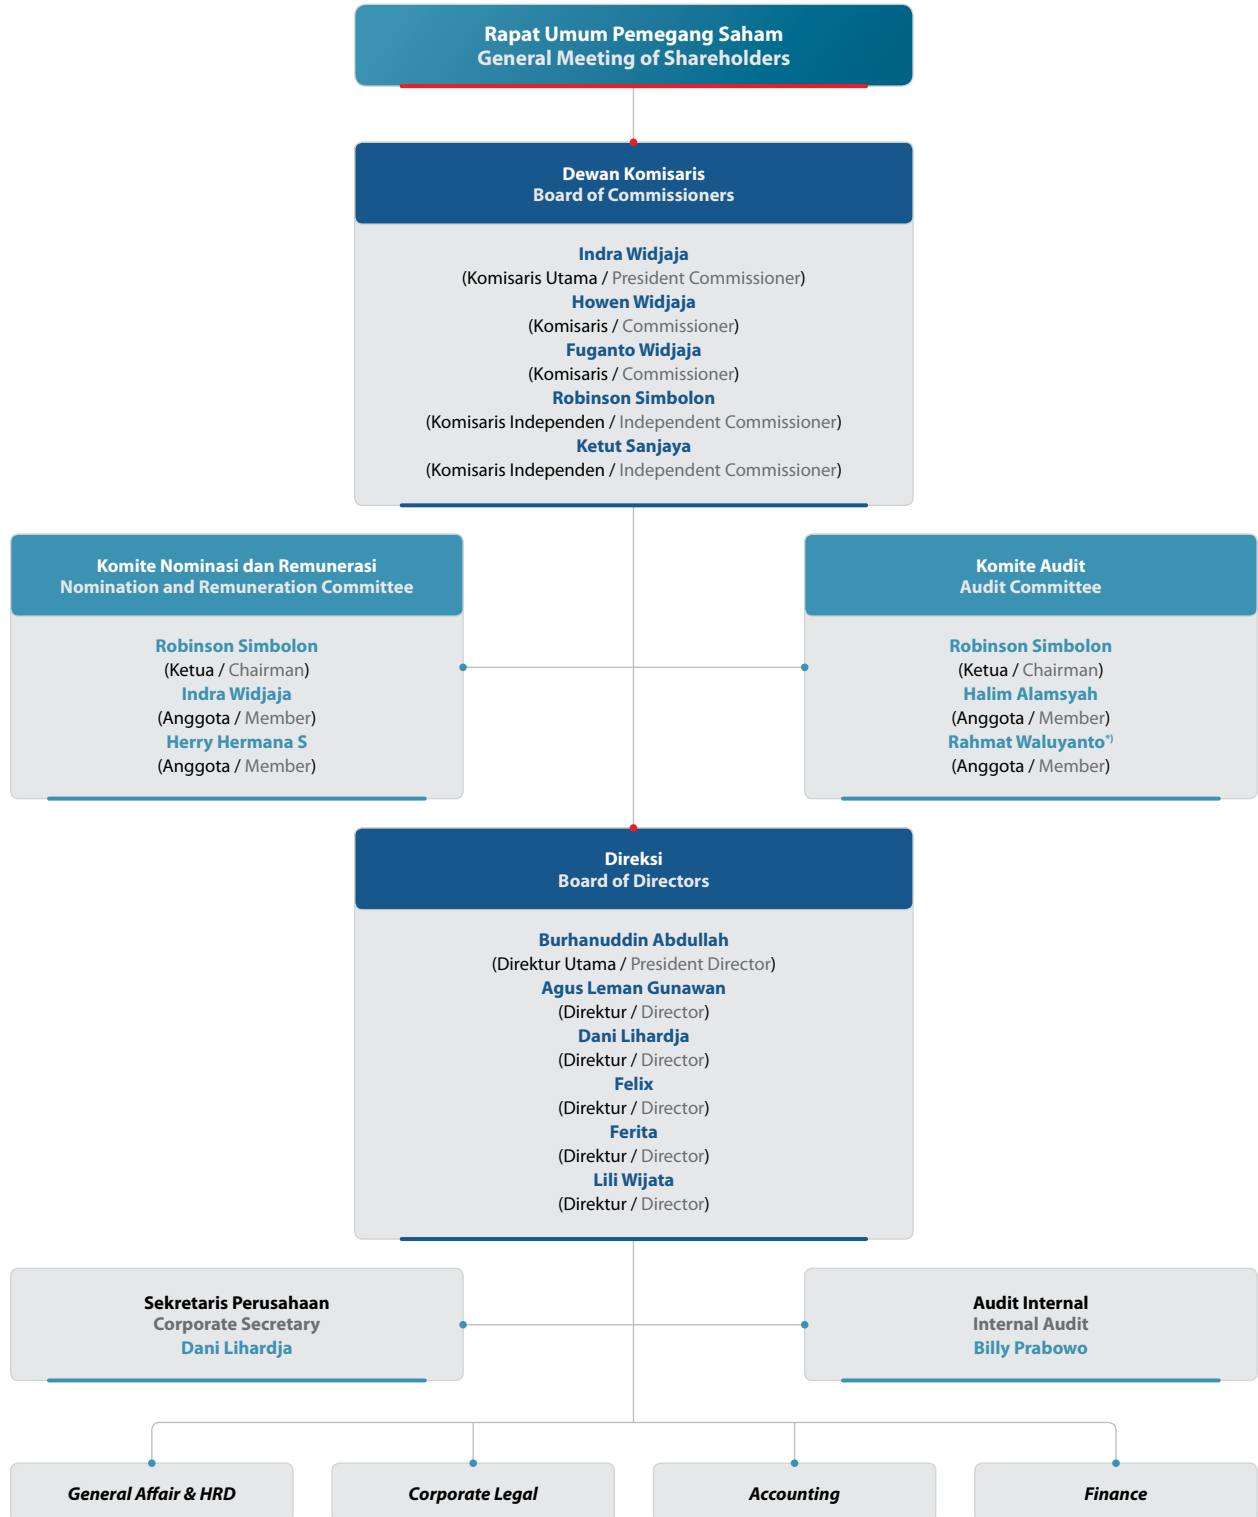 Rapat Umum Pemegang Saham
General Meeting of Shareholders
Dewan Komisaris
Board of Commissioners
Indra Widjaja
(Komisaris Utama / President Commissioner)
Howen Widjaja
(Komisaris / Commissioner)
Fuganto Widjaja
(Komisaris / Commissioner)
Robinson Simbolon
(Komisaris Independen / Independent Commissioner)
Ketut Sanjaya
(Komisaris Independen / Independent Commissioner)
Komite Nominasi dan Remunerasi
Nomination and Remuneration Committee
Robinson Simbolon
(Ketua / Chairman)
Indra Widjaja
(Anggota / Member)
Herry Hermana S
(Anggota / Member)
Komite Audit
Audit Committee
Robinson Simbolon
(Ketua / Chairman)
Halim Alamsyah
(Anggota / Member)
Rahmat Waluyanto*)
(Anggota / Member)
Direksi
Board of Directors
Burhanuddin Abdullah
(Direktur Utama / President Director)
Agus Leman Gunawan
(Direktur / Director)
Dani Lihardja
(Direktur / Director)
Felix
(Direktur / Director)
Ferita
(Direktur / Director)
Lili Wijata
(Direktur / Director)
Sekretaris Perusahaan
Corporate Secretary
Dani Lihardja
Audit Internal
Internal Audit
Billy Prabowo
General Affair & HRD
Corporate Legal
Accounting
Finance